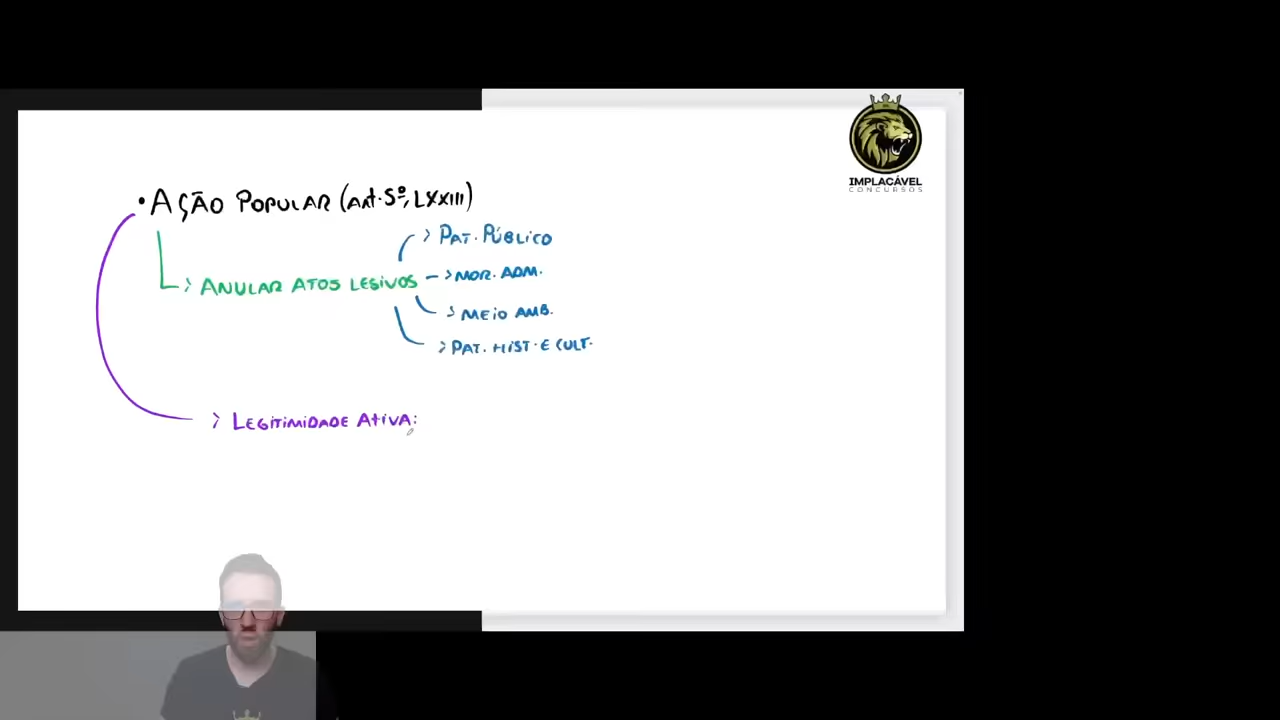 IMPLACÁVEL
CONCURSOS
• AÇÃO POPULAR (ART. 5º, LXXIII)
> PAT. PÚBLICO
> ANULAR ATOS LESIVOS
> MOR. ADM.
> MEIO AMB.
> PAT. HIST. E CULT.
> LEGITIMIDADE ATIVA: